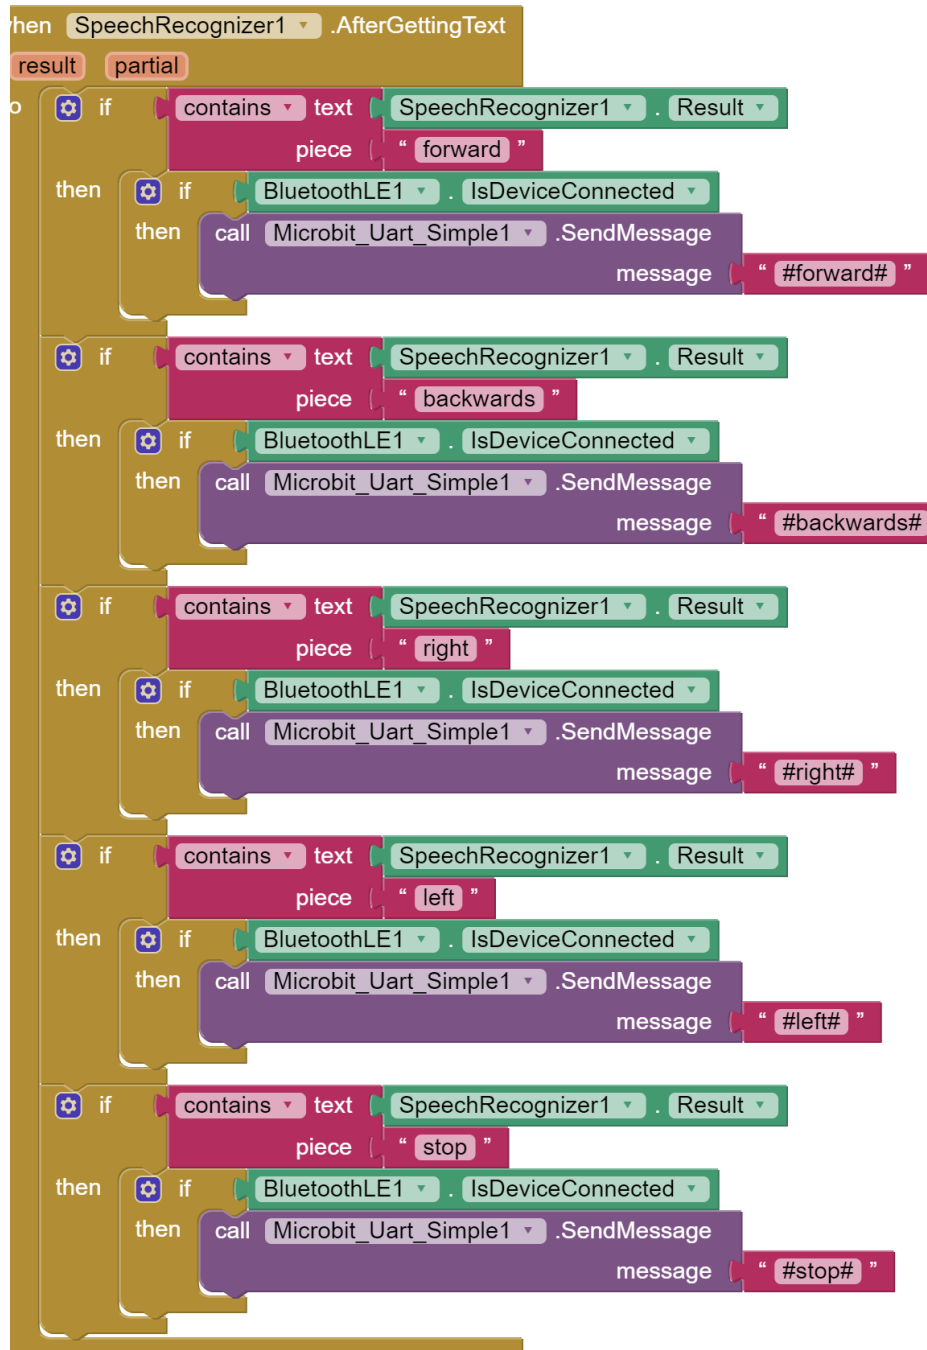 when SpeechRecognizer1 .AfterGettingText
result partial
do if contains text SpeechRecognizer1 . Result
piece “ forward ”
then if BluetoothLE1 . IsDeviceConnected
then call Microbit_Uart_Simple1 .SendMessage
message “ #forward# ”
if contains text SpeechRecognizer1 . Result
piece “ backwards ”
then if BluetoothLE1 . IsDeviceConnected
then call Microbit_Uart_Simple1 .SendMessage
message “ #backwards#
if contains text SpeechRecognizer1 . Result
piece “ right ”
then if BluetoothLE1 . IsDeviceConnected
then call Microbit_Uart_Simple1 .SendMessage
message “ #right# ”
if contains text SpeechRecognizer1 . Result
piece “ left ”
then if BluetoothLE1 . IsDeviceConnected
then call Microbit_Uart_Simple1 .SendMessage
message “ #left# ”
if contains text SpeechRecognizer1 . Result
piece “ stop ”
then if BluetoothLE1 . IsDeviceConnected
then call Microbit_Uart_Simple1 .SendMessage
message “ #stop# ”